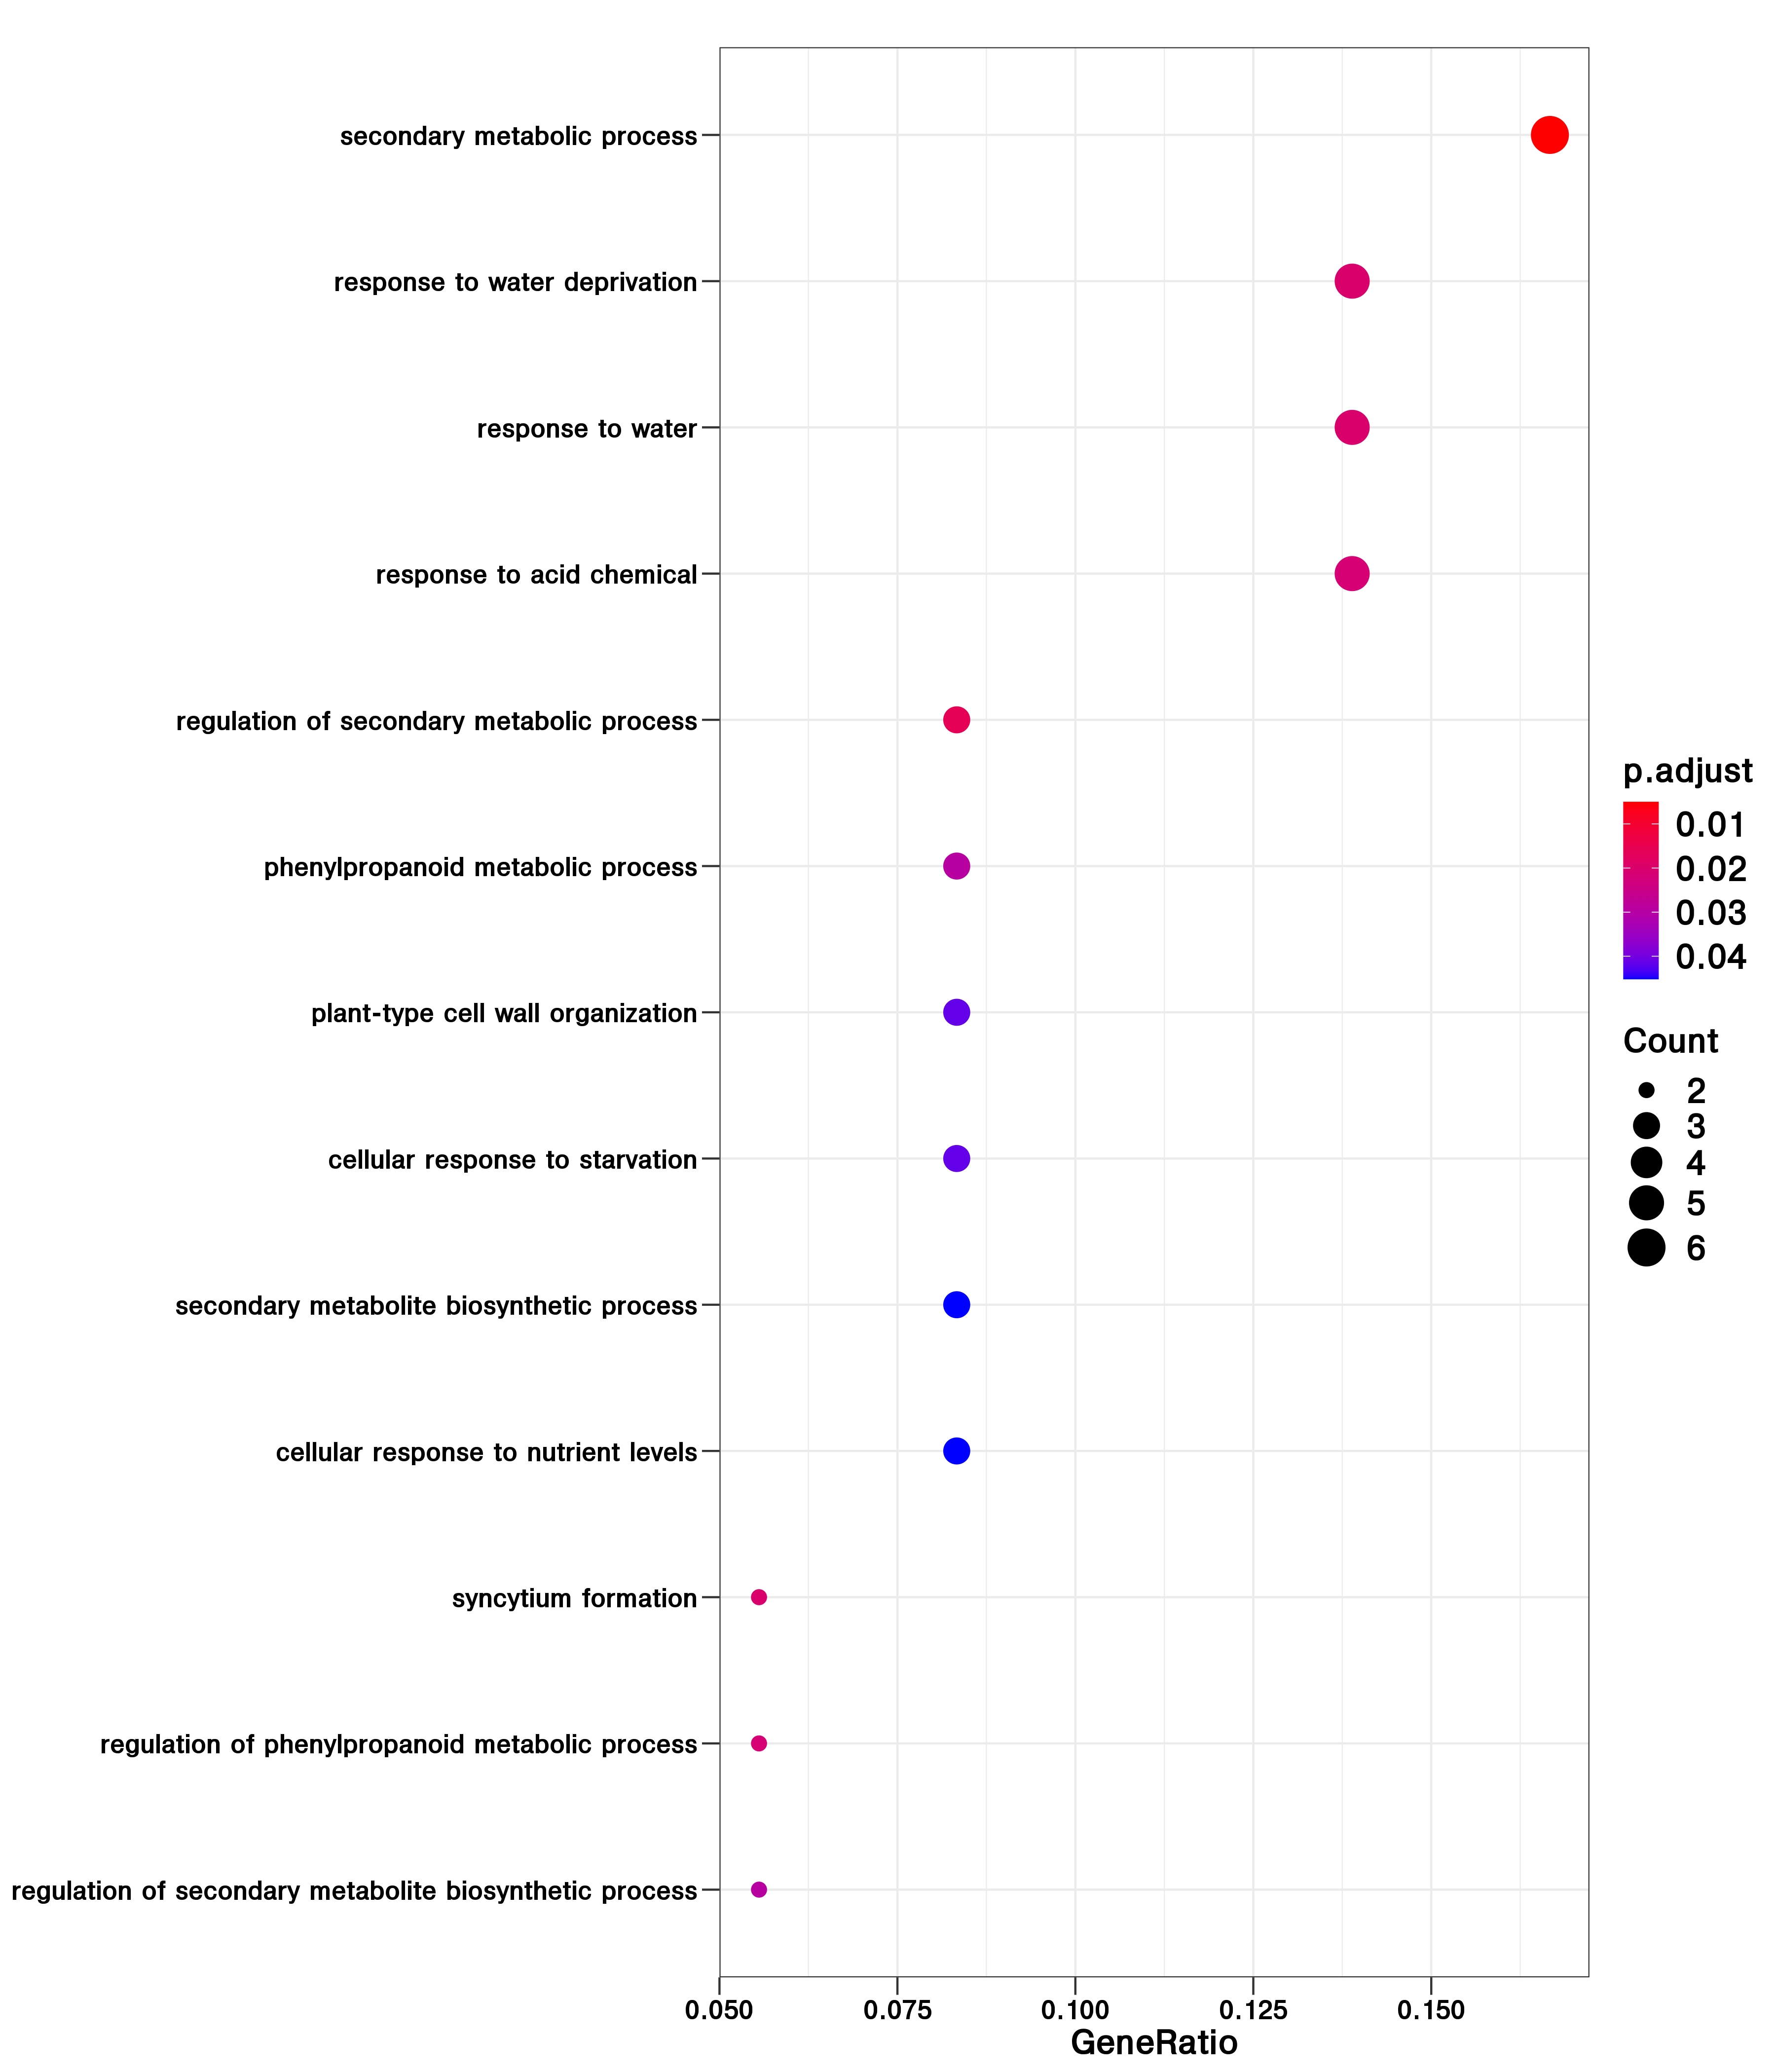 secondary metabolic process
response to water deprivation
response to water
response to acid chemical
regulation of secondary metabolic process
phenylpropanoid metabolic process
plant-type cell wall organization
cellular response to starvation
secondary metabolite biosynthetic process
cellular response to nutrient levels
syncytium formation
regulation of phenylpropanoid metabolic process
regulation of secondary metabolite biosynthetic process
0.050 0.075 0.100 0.125 0.150
GeneRatio
p.adjust
0.01
0.02
0.03
0.04
Count
2
3
4
5
6